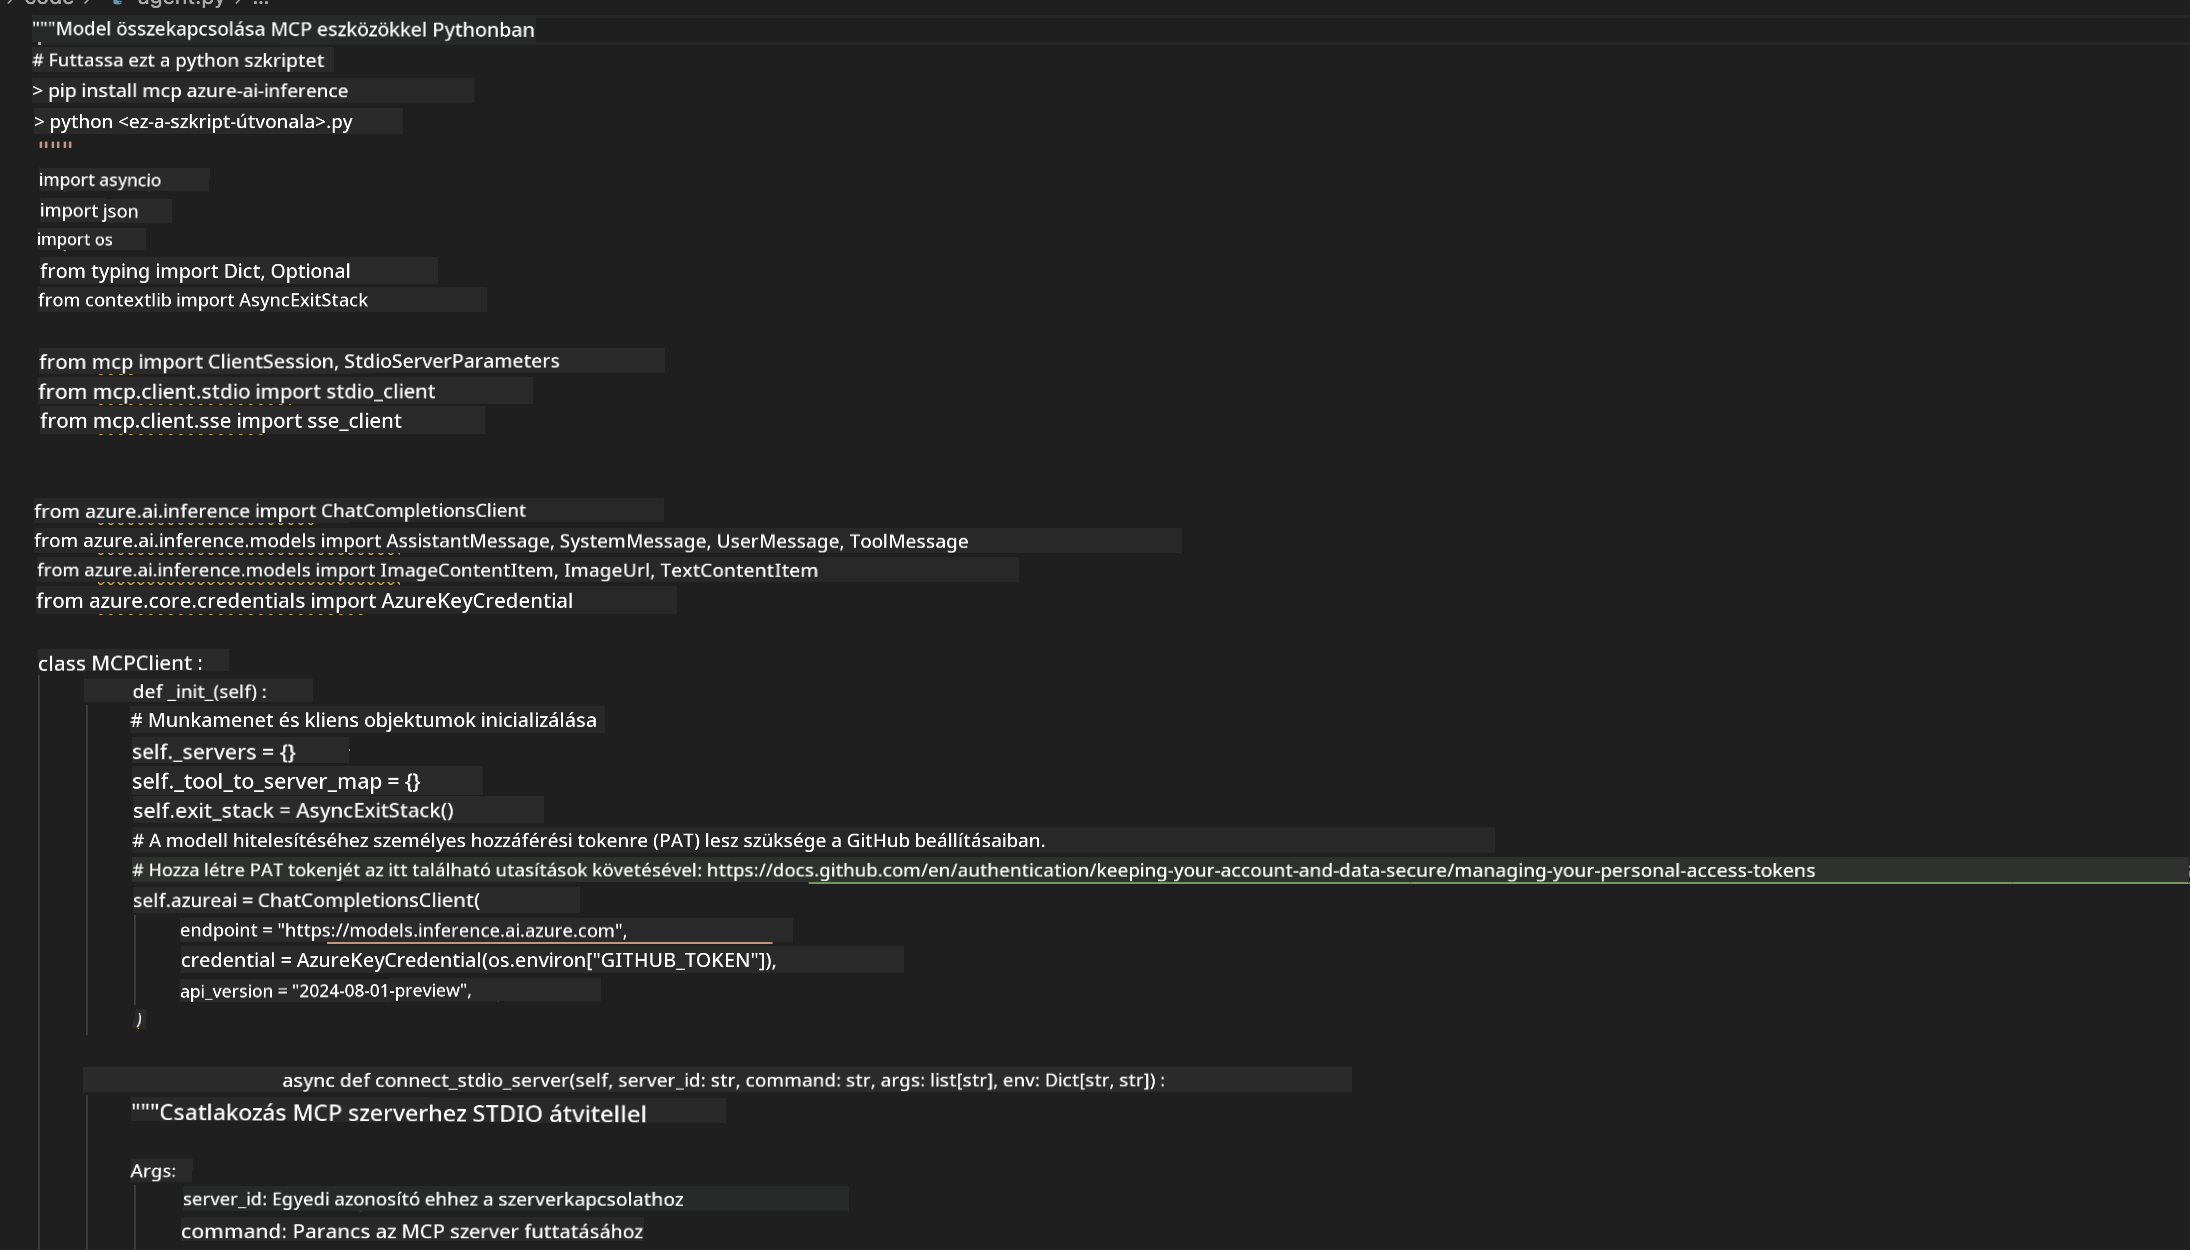 """Model összekapcsolása MCP eszközökkel Pythonban
# Futtassa ezt a python szkriptet
> pip install mcp azure-ai-inference
> python <ez-a-szkript-útvonala>.py
"""
import asyncio
import json
import os
from typing import Dict, Optional
from contextlib import AsyncExitStack
from mcp import ClientSession, StdioServerParameters
from mcp.client.stdio import stdio_client
from mcp.client.sse import sse_client
from azure.ai.inference import ChatCompletionsClient
from azure.ai.inference.models import AssistantMessage, SystemMessage, UserMessage, ToolMessage
from azure.ai.inference.models import ImageContentItem, ImageUrl, TextContentItem
from azure.core.credentials import AzureKeyCredential
class MCPClient :
def _init_(self) :
# Munkamenet és kliens objektumok inicializálása
self._servers = {}
self._tool_to_server_map = {}
self.exit_stack = AsyncExitStack()
# A modell hitelesítéséhez személyes hozzáférési tokenre (PAT) lesz szüksége a GitHub beállításaiban.
# Hozza létre PAT tokenjét az itt található utasítások követésével: https://docs.github.com/en/authentication/keeping-your-account-and-data-secure/managing-your-personal-access-tokens
self.azureai = ChatCompletionsClient(
endpoint = "https://models.inference.ai.azure.com",
credential = AzureKeyCredential(os.environ["GITHUB_TOKEN"]),
api_version = "2024-08-01-preview",
)
async def connect_stdio_server(self, server_id: str, command: str, args: list[str], env: Dict[str, str]) :
"""Csatlakozás MCP szerverhez STDIO átvitellel
Args:
server_id: Egyedi azonosító ehhez a szerverkapcsolathoz
command: Parancs az MCP szerver futtatásához